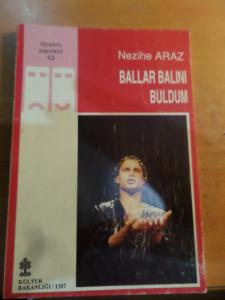 tiyatro
eserleri
42
Nezihe ARAZ
BALLAR BALINI
BULDUM
KÜLTÜR
BAKANLIĞI / 1307